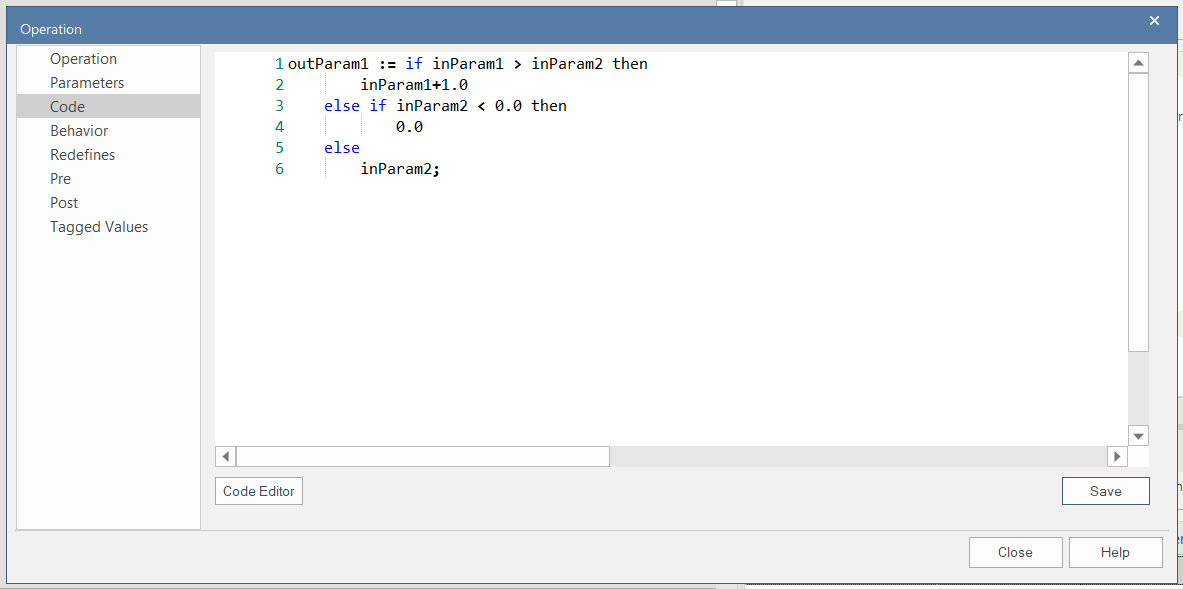 Operation
Operation
Parameters
Code
Behavior
Redefines
Pre
Post
Tagged Values
1 outParam1 := if inParam1 > inParam2 then
2 inParam1+1.0
3 else if inParam2 < 0.0 then
4 0.0
5 else
6 inParam2;
Code Editor
Save
Close
Help